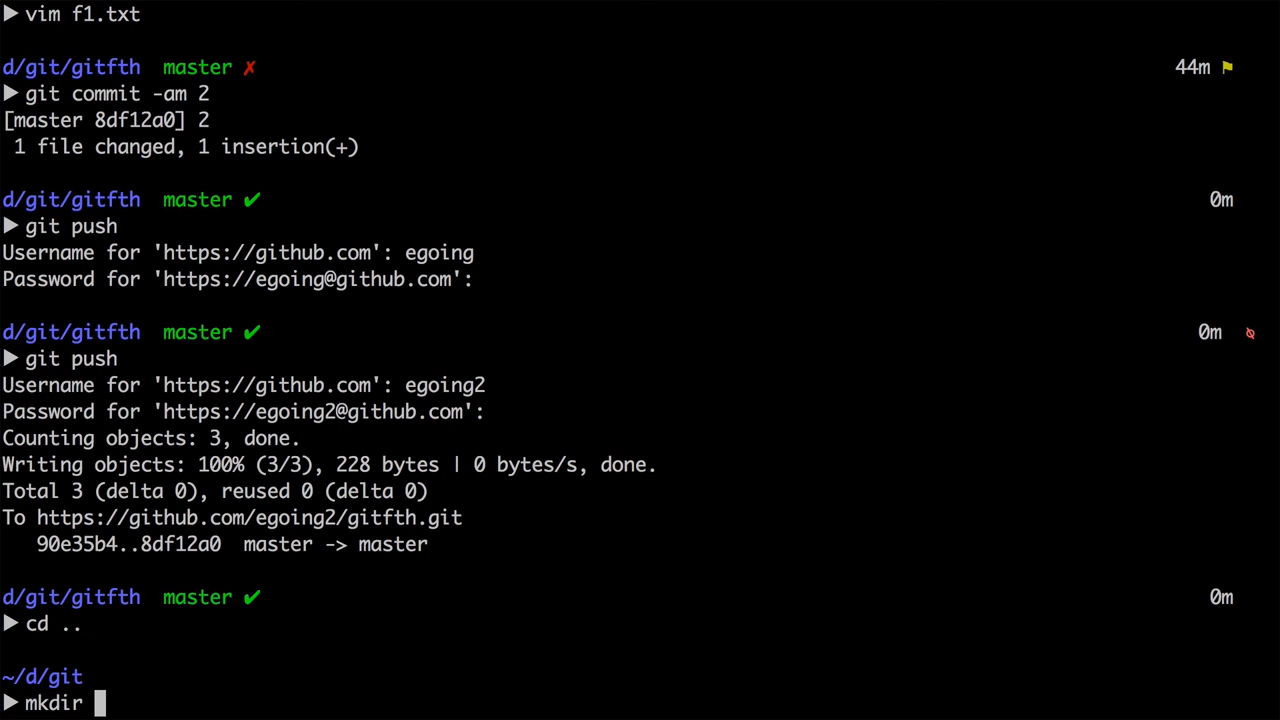 ▶ vim f1.txt
d/git/gitfth master ✗ 44m ⚑
▶ git commit -am 2
[master 8df12a0] 2
1 file changed, 1 insertion(+)
d/git/gitfth master ✔ 0m
▶ git push
Username for 'https://github.com': egoing
Password for 'https://egoing@github.com':
d/git/gitfth master ✔ 0m
▶ git push
Username for 'https://github.com': egoing2
Password for 'https://egoing2@github.com':
Counting objects: 3, done.
Writing objects: 100% (3/3), 228 bytes | 0 bytes/s, done.
Total 3 (delta 0), reused 0 (delta 0)
To https://github.com/egoing2/gitfth.git
90e35b4..8df12a0 master -> master
d/git/gitfth master ✔ 0m
▶ cd ..
~/d/git
▶ mkdir